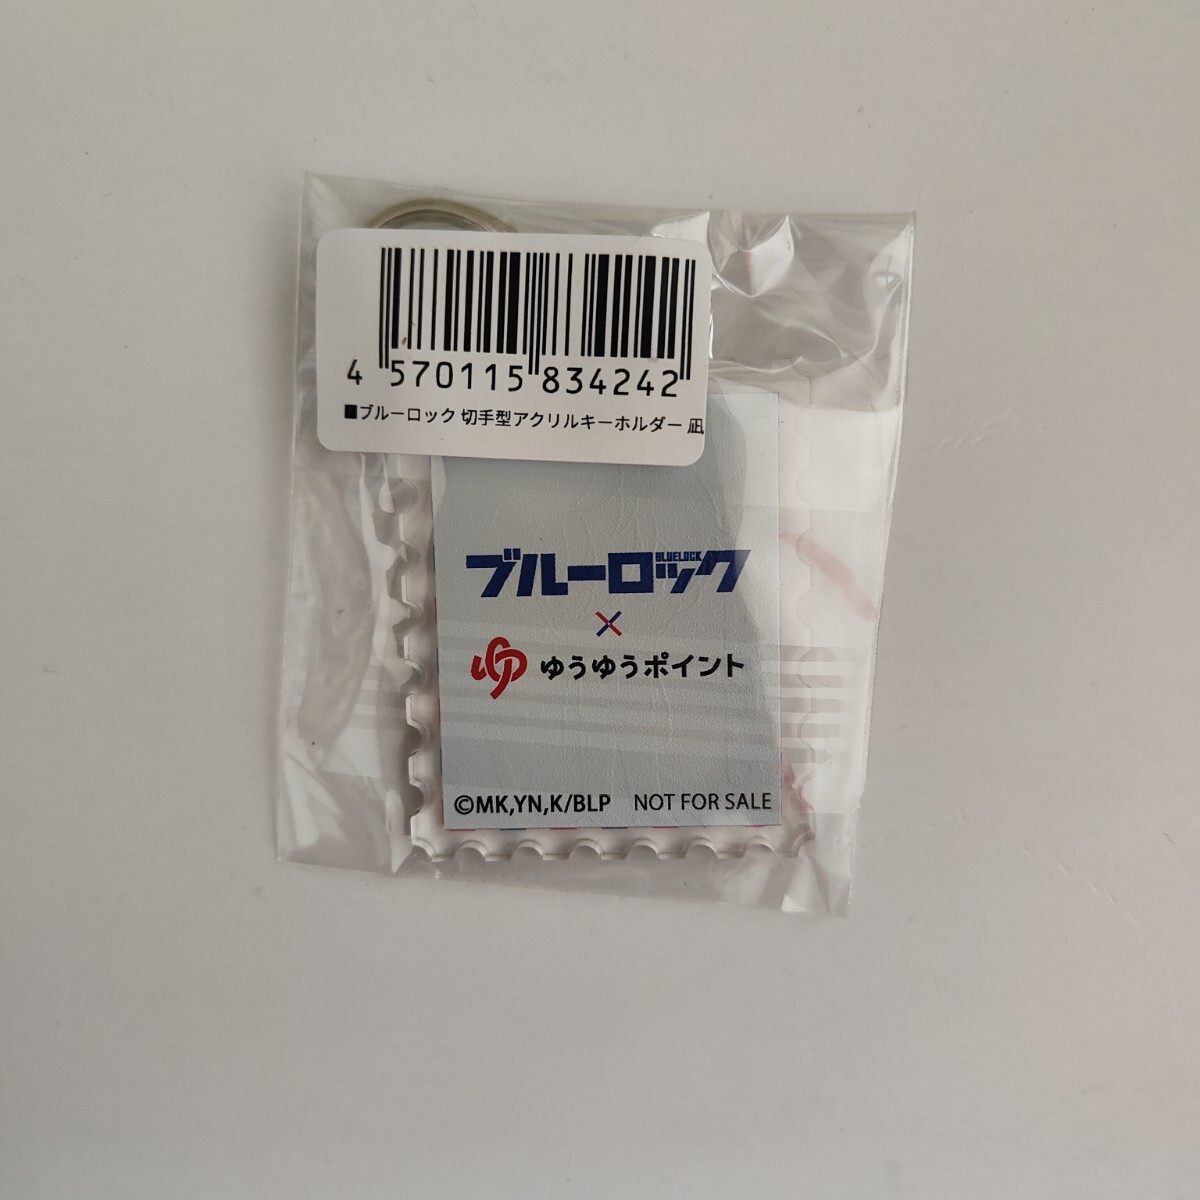 4 570115 834242
■ブルーロック 切手型アクリルキーホルダー 凪
BLUELOCK
ブルーロック
×
ゆ ゆうゆうポイント
©MK,YN,K/BLP NOT FOR SALE